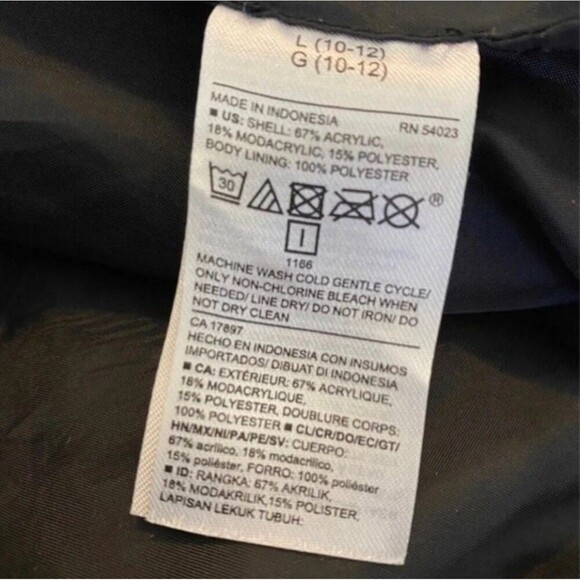 L (10-12)
G (10-12)
MADE IN INDONESIA RN 54023
■ US: SHELL: 67% ACRYLIC,
18% MODACRYLIC, 15% POLYESTER,
BODY LINING: 100% POLYESTER
30 ®
I
1166
MACHINE WASH COLD GENTLE CYCLE/
ONLY NON-CHLORINE BLEACH WHEN
NEEDED/ LINE DRY/ DO NOT IRON/ DO
NOT DRY CLEAN
CA 17897
HECHO EN INDONESIA CON INSUMOS
IMPORTADOS/ DIBUAT DI INDONESIA
■ CA: EXTÉRIEUR: 67% ACRYLIQUE,
18% MODACRYLIQUE,
15% POLYESTER, DOUBLURE CORPS:
100% POLYESTER ■ CL/CR/DO/EC/GT/
HN/MX/NI/PA/PE/SV: CUERPO:
67% acrílico, 18% modacrílico,
15% poliéster, FORRO: 100% poliéster
■ ID: RANGKA: 67% AKRILIK,
18% MODAKRILIK,15% POLISTER,
LAPISAN LEKUK TUBUH: